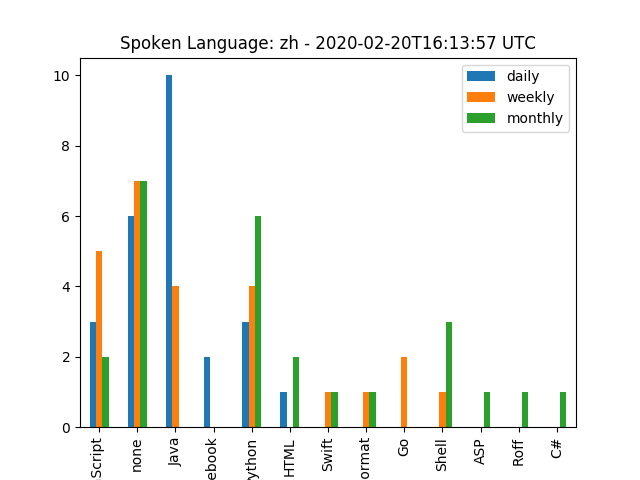 Spoken Language: zh - 2020-02-20T16:13:57 UTC
daily
weekly
monthly
10
8
6
4
2
0
Script
none
Java
ebook
ython
HTML
Swift
ormat
Go
Shell
ASP
Roff
C#